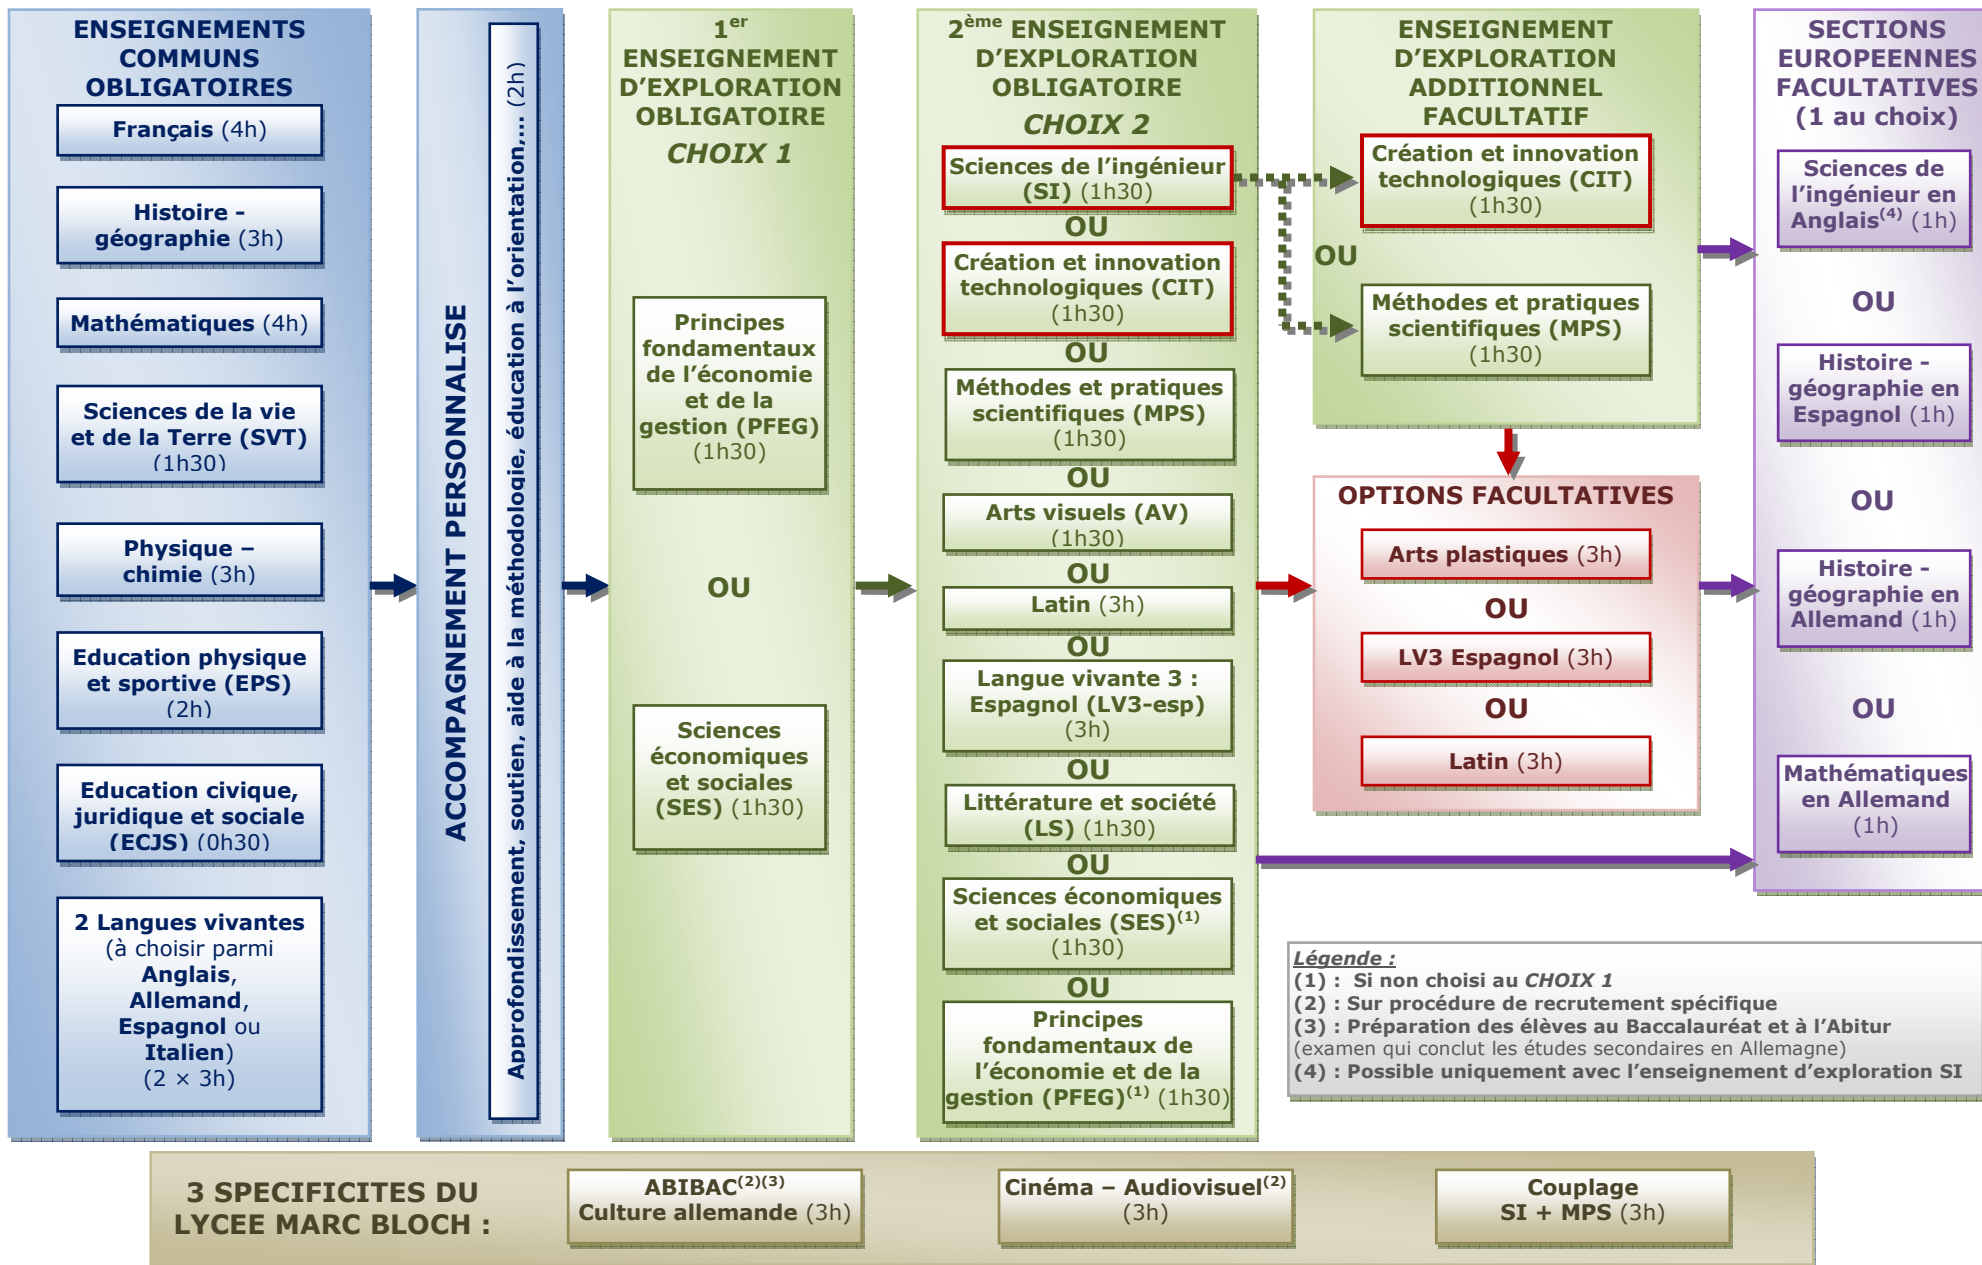 ENSEIGNEMENTS
COMMUNS
OBLIGATOIRES
Français (4h)
Histoire -
géographie (3h)
Mathématiques (4h)
Sciences de la vie
et de la Terre (SVT)
(1h30)
Physique –
chimie (3h)
Education physique
et sportive (EPS)
(2h)
Education civique,
juridique et sociale
(ECJS) (0h30)
2 Langues vivantes
(à choisir parmi
Anglais,
Allemand,
Espagnol ou
Italien)
(2 × 3h)
ACCOMPAGNEMENT PERSONNALISE
Approfondissement, soutien, aide à la méthodologie, éducation à l'orientation,... (2h)
1er
ENSEIGNEMENT
D'EXPLORATION
OBLIGATOIRE
CHOIX 1
Principes
fondamentaux
de l'économie
et de la
gestion (PFEG)
(1h30)
OU
Sciences
économiques
et sociales
(SES) (1h30)
2ème ENSEIGNEMENT
D'EXPLORATION
OBLIGATOIRE
CHOIX 2
Sciences de l'ingénieur
(SI) (1h30)
OU
Création et innovation
technologiques (CIT)
(1h30)
OU
Méthodes et pratiques
scientifiques (MPS)
(1h30)
OU
Arts visuels (AV)
(1h30)
OU
Latin (3h)
OU
Langue vivante 3 :
Espagnol (LV3-esp)
(3h)
OU
Littérature et société
(LS) (1h30)
OU
Sciences économiques
et sociales (SES)(1)
(1h30)
OU
Principes
fondamentaux de
l'économie et de la
gestion (PFEG)(1) (1h30)
ENSEIGNEMENT
D'EXPLORATION
ADDITIONNEL
FACULTATIF
Création et innovation
technologiques (CIT)
(1h30)
OU
Méthodes et pratiques
scientifiques (MPS)
(1h30)
OPTIONS FACULTATIVES
Arts plastiques (3h)
OU
LV3 Espagnol (3h)
OU
Latin (3h)
SECTIONS
EUROPEENNES
FACULTATIVES
(1 au choix)
Sciences de
l'ingénieur en
Anglais(4) (1h)
OU
Histoire -
géographie en
Espagnol (1h)
OU
Histoire -
géographie en
Allemand (1h)
OU
Mathématiques
en Allemand
(1h)
Légende :
(1) : Si non choisi au CHOIX 1
(2) : Sur procédure de recrutement spécifique
(3) : Préparation des élèves au Baccalauréat et à l'Abitur
(examen qui conclut les études secondaires en Allemagne)
(4) : Possible uniquement avec l'enseignement d'exploration SI
3 SPECIFICITES DU
LYCEE MARC BLOCH :
ABIBAC(2)(3)
Culture allemande (3h)
Cinéma – Audiovisuel(2)
(3h)
Couplage
SI + MPS (3h)